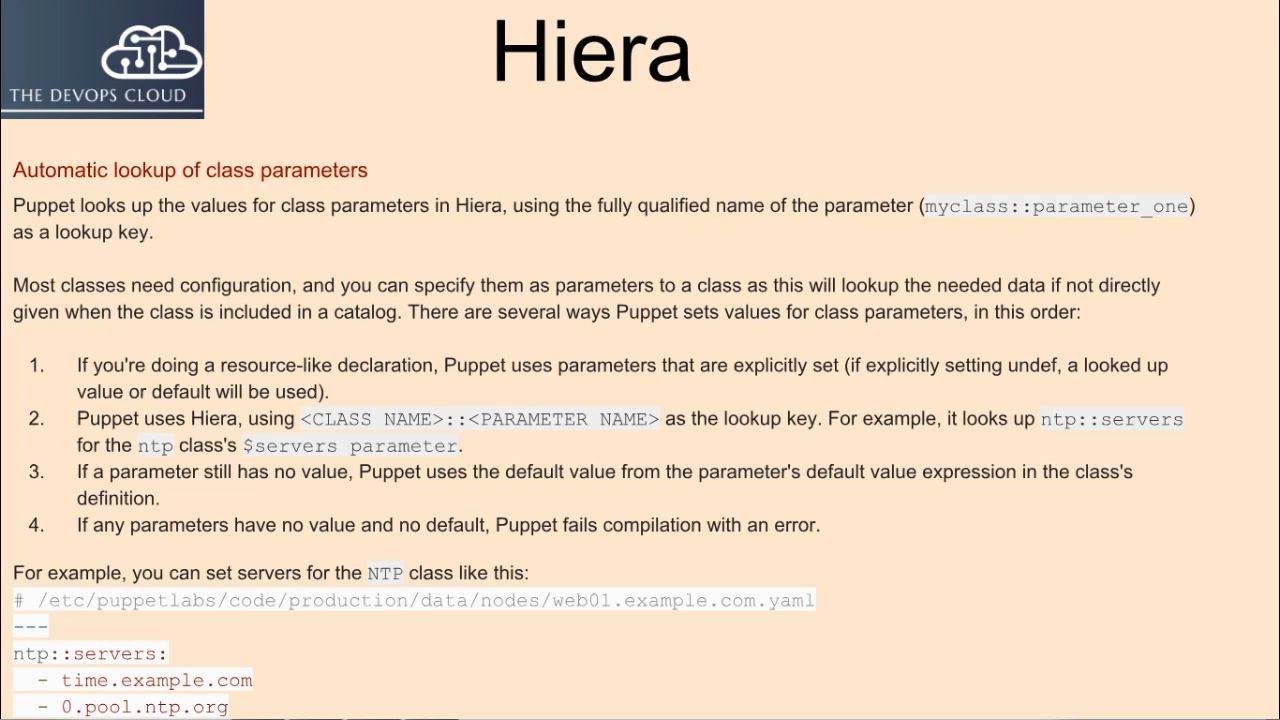 THE DEVOPS CLOUD
Hiera
Automatic lookup of class parameters
Puppet looks up the values for class parameters in Hiera, using the fully qualified name of the parameter (myclass::parameter_one)
as a lookup key.
Most classes need configuration, and you can specify them as parameters to a class as this will lookup the needed data if not directly
given when the class is included in a catalog. There are several ways Puppet sets values for class parameters, in this order:
1. If you're doing a resource-like declaration, Puppet uses parameters that are explicitly set (if explicitly setting undef, a looked up
value or default will be used).
2. Puppet uses Hiera, using <CLASS NAME>::<PARAMETER NAME> as the lookup key. For example, it looks up ntp::servers
for the ntp class's $servers parameter.
3. If a parameter still has no value, Puppet uses the default value from the parameter's default value expression in the class's
definition.
4. If any parameters have no value and no default, Puppet fails compilation with an error.
For example, you can set servers for the NTP class like this:
# /etc/puppetlabs/code/production/data/nodes/web01.example.com.yaml
---
ntp::servers:
- time.example.com
- 0.pool.ntp.org